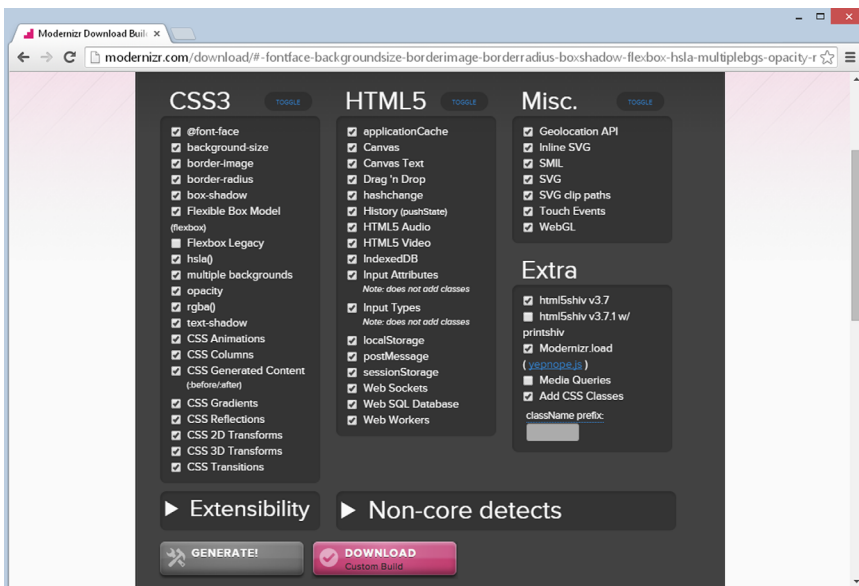 Modernizr Download Buil
modernizr.com/download/#-fontface-backgroundsize-borderimage-borderradius-boxshadow-flexbox-hsla-multiplebgs-opacity-r
CSS3
TOGGLE
@font-face
background-size
border-image
border-radius
box-shadow
Flexible Box Model
(flexbox)
Flexbox Legacy
hsla()
multiple backgrounds
opacity
rgba()
text-shadow
CSS Animations
CSS Columns
CSS Generated Content
(:before/:after)
CSS Gradients
CSS Reflections
CSS 2D Transforms
CSS 3D Transforms
CSS Transitions
HTML5
TOGGLE
applicationCache
Canvas
Canvas Text
Drag 'n Drop
hashchange
History (pushState)
HTML5 Audio
HTML5 Video
IndexedDB
Input Attributes
Note: does not add classes
Input Types
Note: does not add classes
localStorage
postMessage
sessionStorage
Web Sockets
Web SQL Database
Web Workers
Misc.
TOGGLE
Geolocation API
Inline SVG
SMIL
SVG
SVG clip paths
Touch Events
WebGL
Extra
html5shiv v3.7
html5shiv v3.7.1 w/
printshiv
Modernizr.load
( yepnope.js )
Media Queries
Add CSS Classes
className prefix:
Extensibility
Non-core detects
GENERATE!
DOWNLOAD
Custom Build